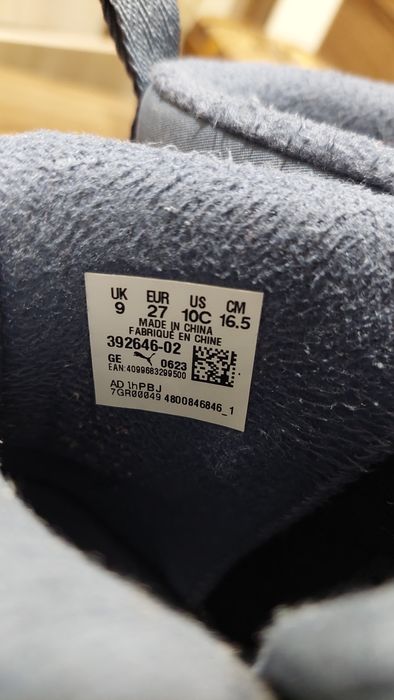 UK EUR US CM
9 27 10C 16.5
MADE IN CHINA
FABRIQUÉ EN CHINE
392646-02
GE 0623
EAN:4099683299500
AD 1hPBJ
7GR00049 4800846846_1